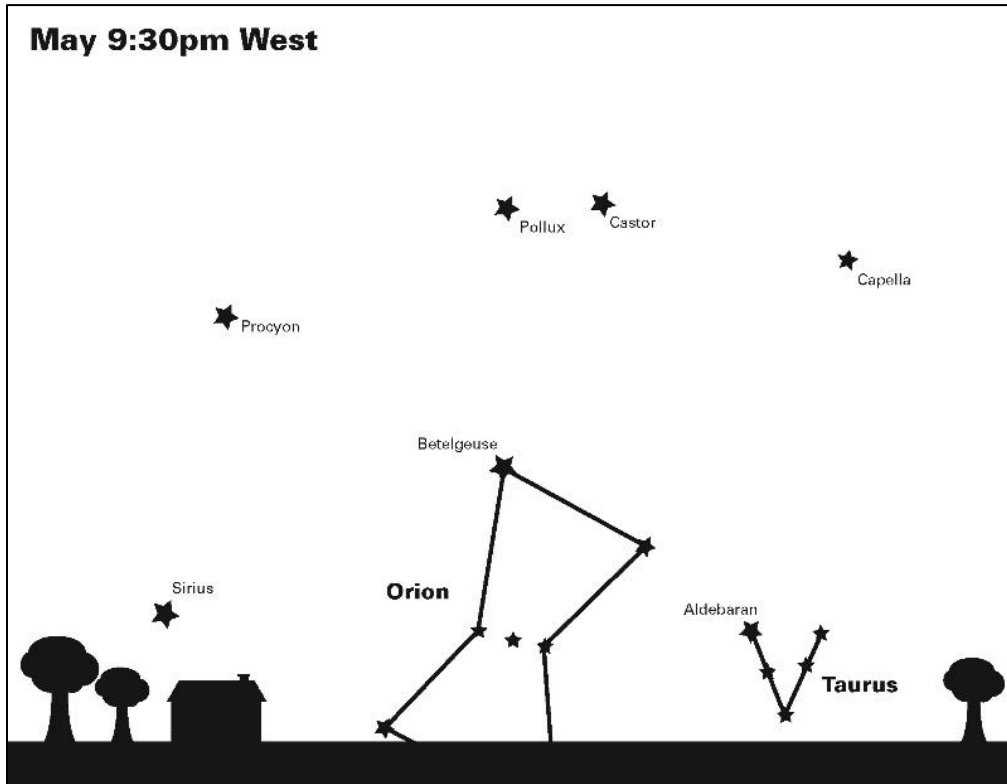 May 9:30pm West
Pollux
Castor
Capella
Procyon
Betelgeuse
Sirius
Orion
Aldebaran
Taurus